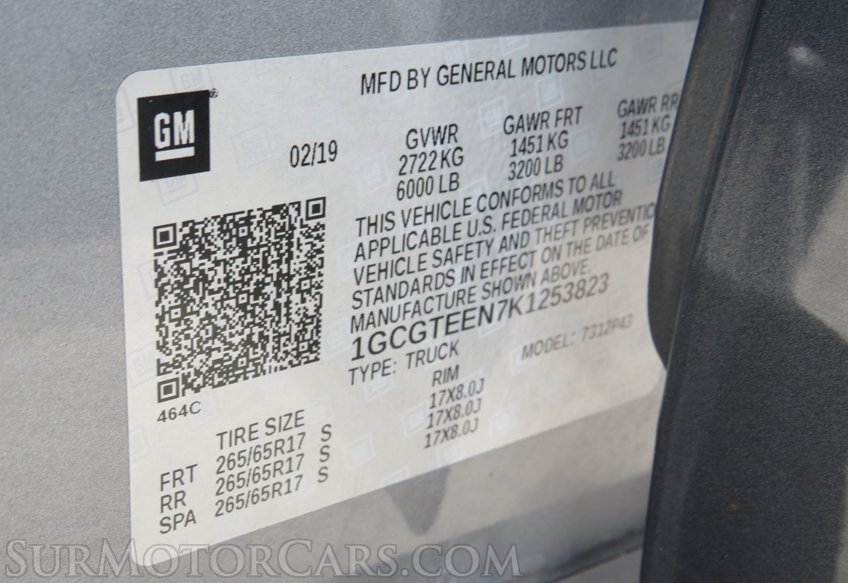 GM
MFD BY GENERAL MOTORS LLC
02/19
GVWR GAWR FRT GAWR RR
2722 KG 1451 KG 1451 KG
6000 LB 3200 LB 3200 LB
THIS VEHICLE CONFORMS TO ALL
APPLICABLE U.S. FEDERAL MOTOR
VEHICLE SAFETY AND THEFT PREVENTIO
STANDARDS IN EFFECT ON THE DATE OF
MANUFACTURE SHOWN ABOVE.
1GCGTEEN7K1253823
TYPE: TRUCK MODEL: 7312P43
464C
TIRE SIZE RIM
FRT 265/65R17 S 17X8.0J
RR 265/65R17 S 17X8.0J
SPA 265/65R17 S 17X8.0J
SURMOTORCARS.COM